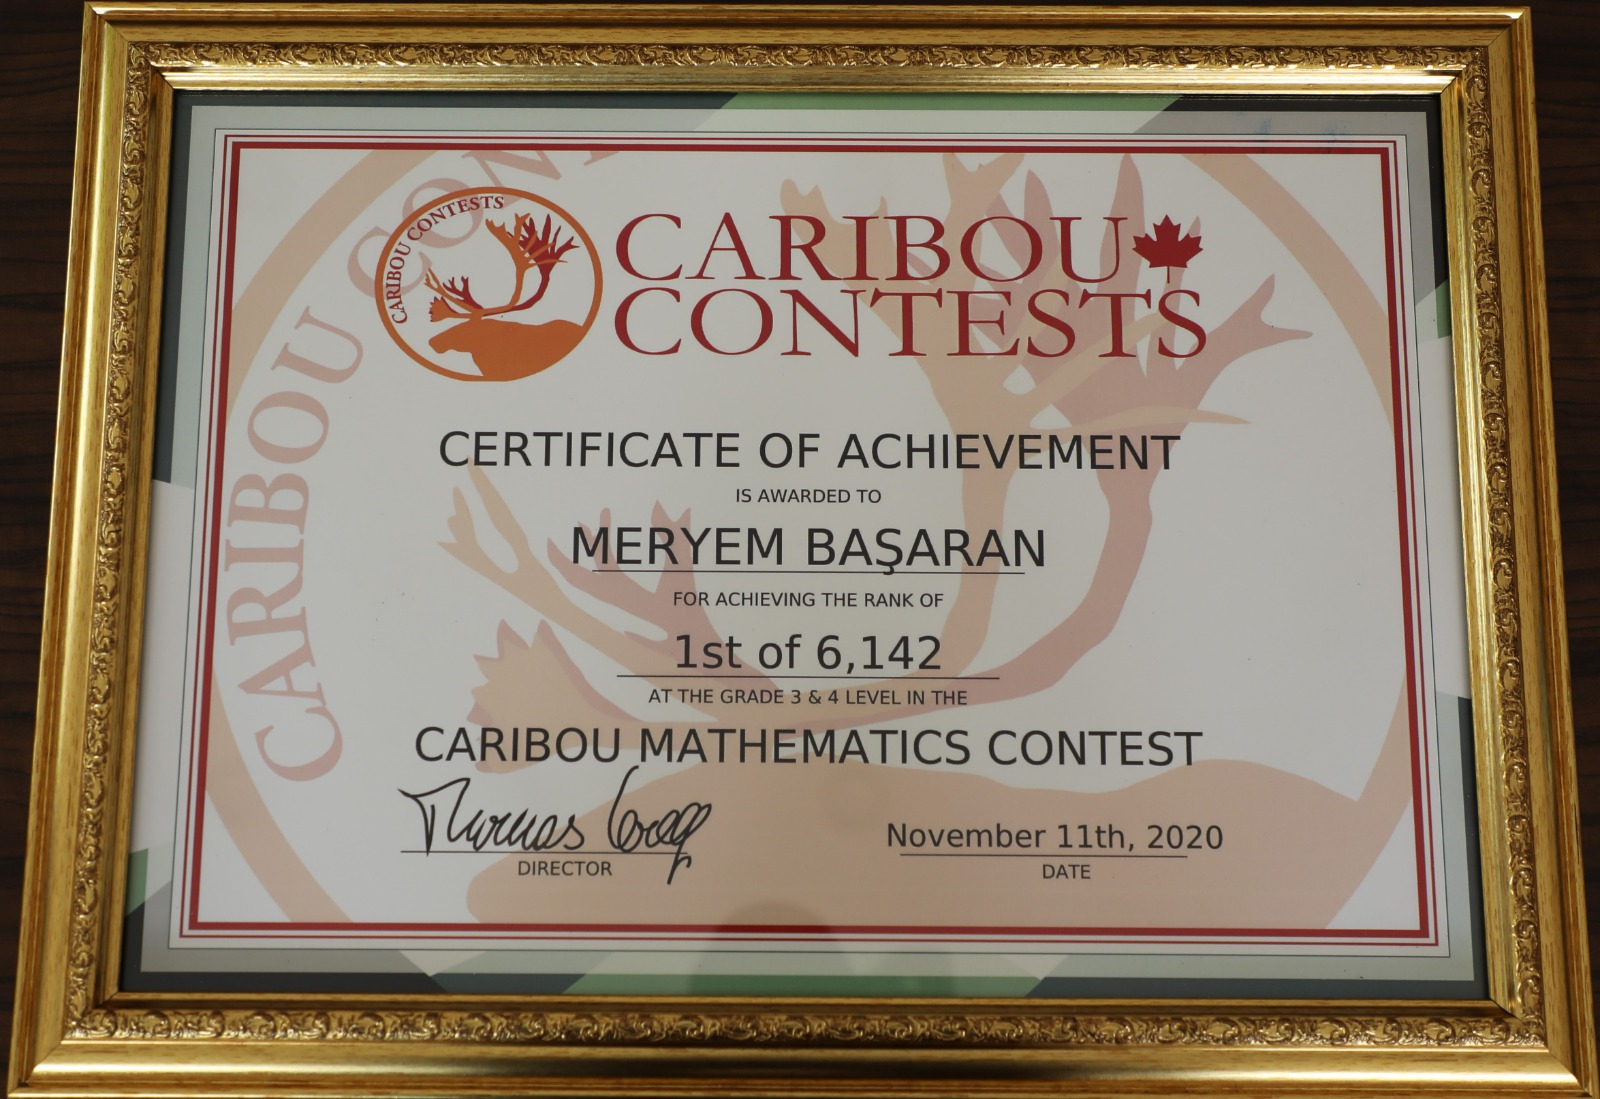 CARIBOU CONTESTS
CARIBOU CONTESTS
CARIBOU
CONTESTS
CERTIFICATE OF ACHIEVEMENT
IS AWARDED TO
MERYEM BAŞARAN
FOR ACHIEVING THE RANK OF
1st of 6,142
AT THE GRADE 3 & 4 LEVEL IN THE
CARIBOU MATHEMATICS CONTEST
Thomas
November 11th, 2020
DIRECTOR
DATE